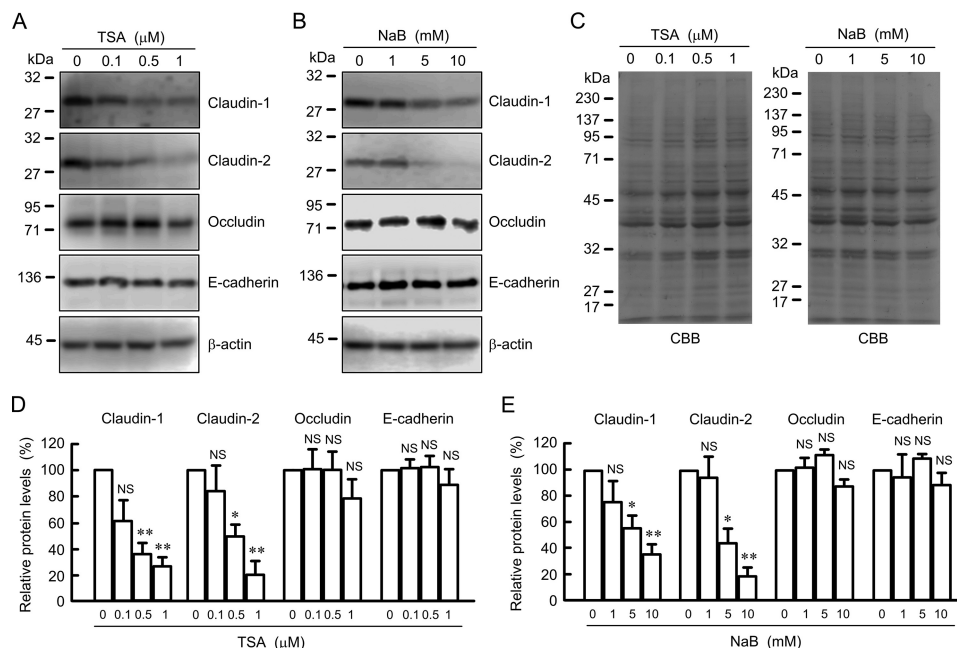 A
TSA (μM)
kDa 0 0.1 0.5 1
32
27
Claudin-1
32
27
Claudin-2
95
71
Occludin
136
E-cadherin
45
β-actin
B
NaB (mM)
kDa 0 1 5 10
32
27
Claudin-1
32
27
Claudin-2
95
71
Occludin
136
E-cadherin
45
β-actin
C
TSA (μM)
0 0.1 0.5 1
kDa
230
137
95
71
45
32
27
17
CBB
NaB (mM)
0 1 5 10
kDa
230
137
95
71
45
32
27
17
CBB
D
Claudin-1 Claudin-2 Occludin E-cadherin
Relative protein levels (%)
120
100
80
60
40
20
0
NS ** **
NS * **
NS NS NS
NS NS NS
0 0.1 0.5 1 0 0.1 0.5 1 0 0.1 0.5 1 0 0.1 0.5 1
TSA (μM)
E
Claudin-1 Claudin-2 Occludin E-cadherin
Relative protein levels (%)
120
100
80
60
40
20
0
NS * **
NS * **
NS * NS
NS NS NS
0 1 5 10 0 1 5 10 0 1 5 10 0 1 5 10
NaB (mM)